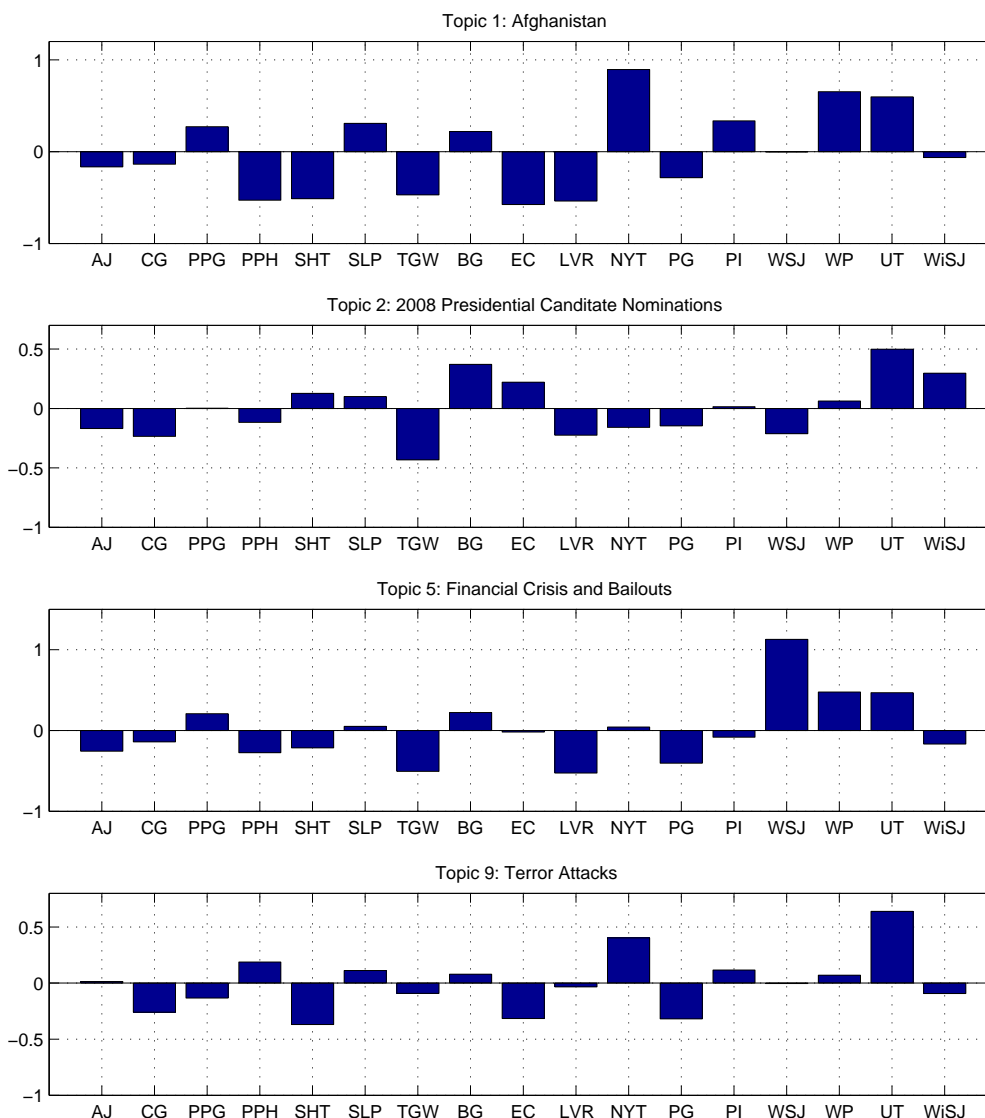 Topic 1: Afghanistan
1
0
−1
AJ CG PPG PPH SHT SLP TGW BG EC LVR NYT PG PI WSJ WP UT WiSJ
Topic 2: 2008 Presidential Canditate Nominations
0.5
0
−0.5
−1
AJ CG PPG PPH SHT SLP TGW BG EC LVR NYT PG PI WSJ WP UT WiSJ
Topic 5: Financial Crisis and Bailouts
1
0
−1
AJ CG PPG PPH SHT SLP TGW BG EC LVR NYT PG PI WSJ WP UT WiSJ
Topic 9: Terror Attacks
0.5
0
−0.5
−1
AJ CG PPG PPH SHT SLP TGW BG EC LVR NYT PG PI WSJ WP UT WiSJ